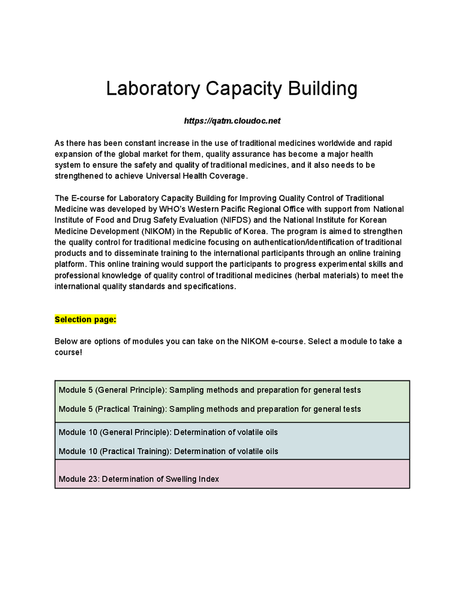 Laboratory Capacity Building
https://qatm.cloudoc.net
As there has been constant increase in the use of traditional medicines worldwide and rapid
expansion of the global market for them, quality assurance has become a major health
system to ensure the safety and quality of traditional medicines, and it also needs to be
strengthened to achieve Universal Health Coverage.
The E-course for Laboratory Capacity Building for Improving Quality Control of Traditional
Medicine was developed by WHO's Western Pacific Regional Office with support from National
Institute of Food and Drug Safety Evaluation (NIFDS) and the National Institute for Korean
Medicine Development (NIKOM) in the Republic of Korea. The program is aimed to strengthen
the quality control for traditional medicine focusing on authentication/identification of traditional
products and to disseminate training to the international participants through an online training
platform. This online training would support the participants to progress experimental skills and
professional knowledge of quality control of traditional medicines (herbal materials) to meet the
international quality standards and specifications.
Selection page:
Below are options of modules you can take on the NIKOM e-course. Select a module to take a
course!
Module 5 (General Principle): Sampling methods and preparation for general tests
Module 5 (Practical Training): Sampling methods and preparation for general tests
Module 10 (General Principle): Determination of volatile oils
Module 10 (Practical Training): Determination of volatile oils
Module 23: Determination of Swelling Index